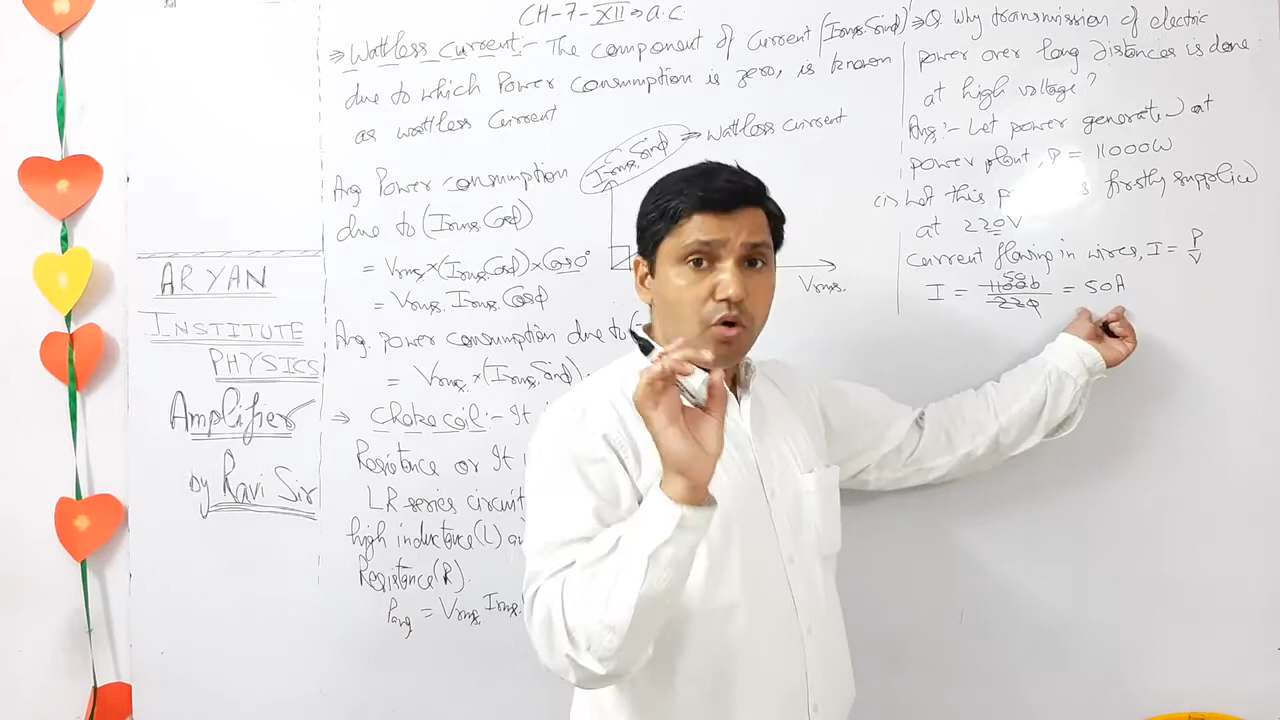 CH-7-XII→a.c.
ARYAN
INSTITUTE
PHYSICS
Amplifier
by Ravi Sir
⇒ Wattless current:- The component of current (Irms. Sinφ)
due to which Power consumption is zero, is known
as wattless current
Irms. Sinφ → wattless current
Avg Power consumption
due to (Irms Cosφ)
= Vrms × (Irms. Cosφ) × Cos0°
= Vrms. Irms Cosφ
Vrms.
Avg. power consumption due to
= Vrms. × (Irms. Sinφ)
⇒ Choke coil:- It
Resistance or It
LR series circuit
high inductance(L)
Resistance(R).
Pavg = Vrms Irms.
⇒ Q. Why transmission of electric
power over long distances is done
at high voltage?
Ans:- Let power generate at
power plant, P = 11000W
(i) Let this firstly supplied
at 220V
Current flowing in wires, I = P/V
I = 11000/220 = 50A
50